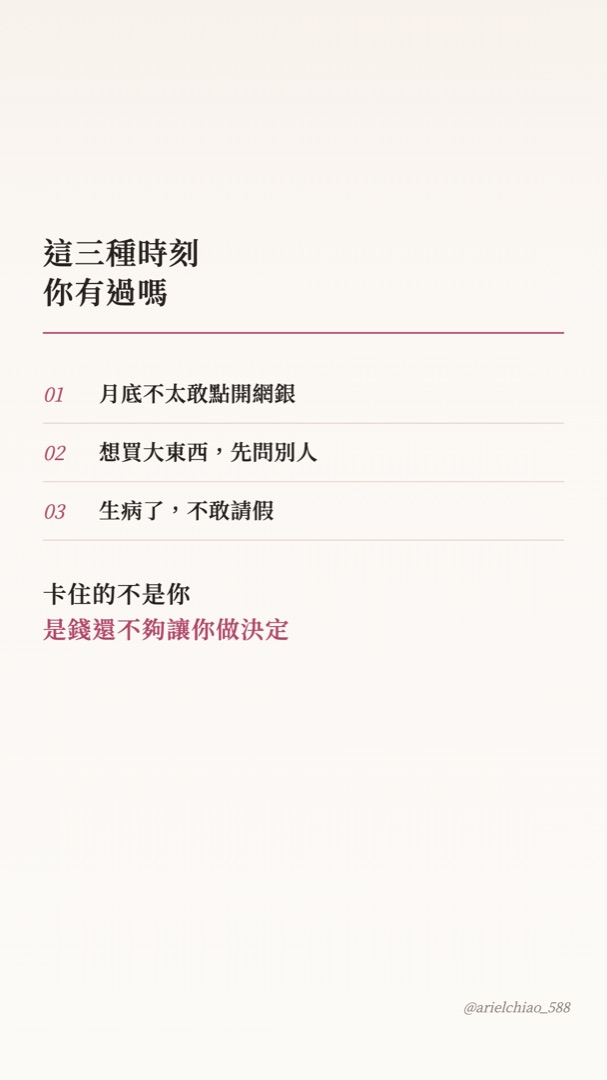 這三種時刻
你有過嗎
01 月底不太敢點開網銀
02 想買大東西，先問別人
03 生病了，不敢請假
卡住的不是你
是錢還不夠讓你做決定
@arielchiao_588